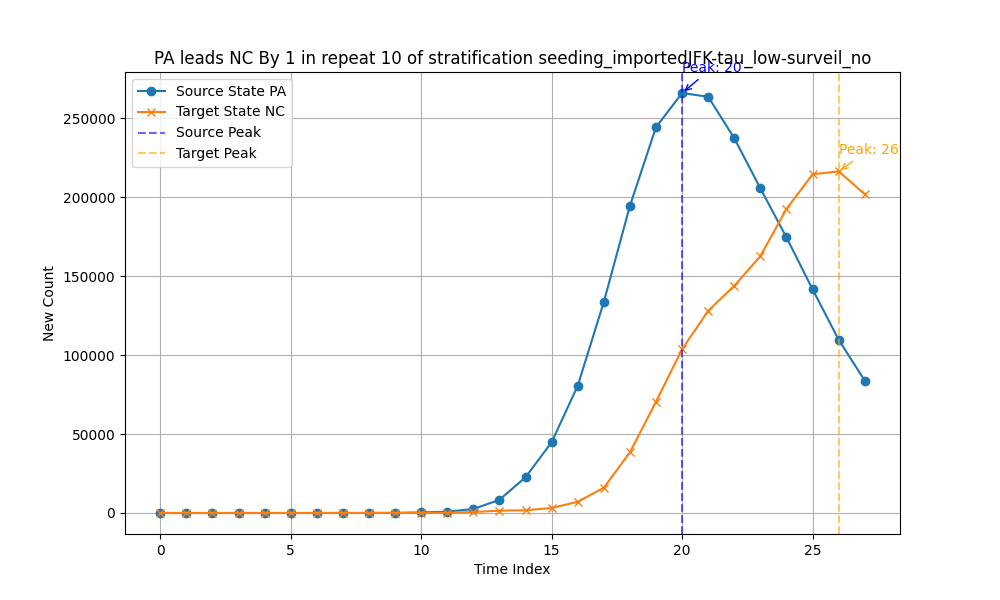 PA leads NC By 1 in repeat 10 of stratification seeding_importedJFK-tau_low-surveil_no
Peak: 20
Source State PA
Target State NC
Source Peak
Target Peak
Peak: 26
250000
200000
150000
100000
50000
0
New Count
0 5 10 15 20 25
Time Index